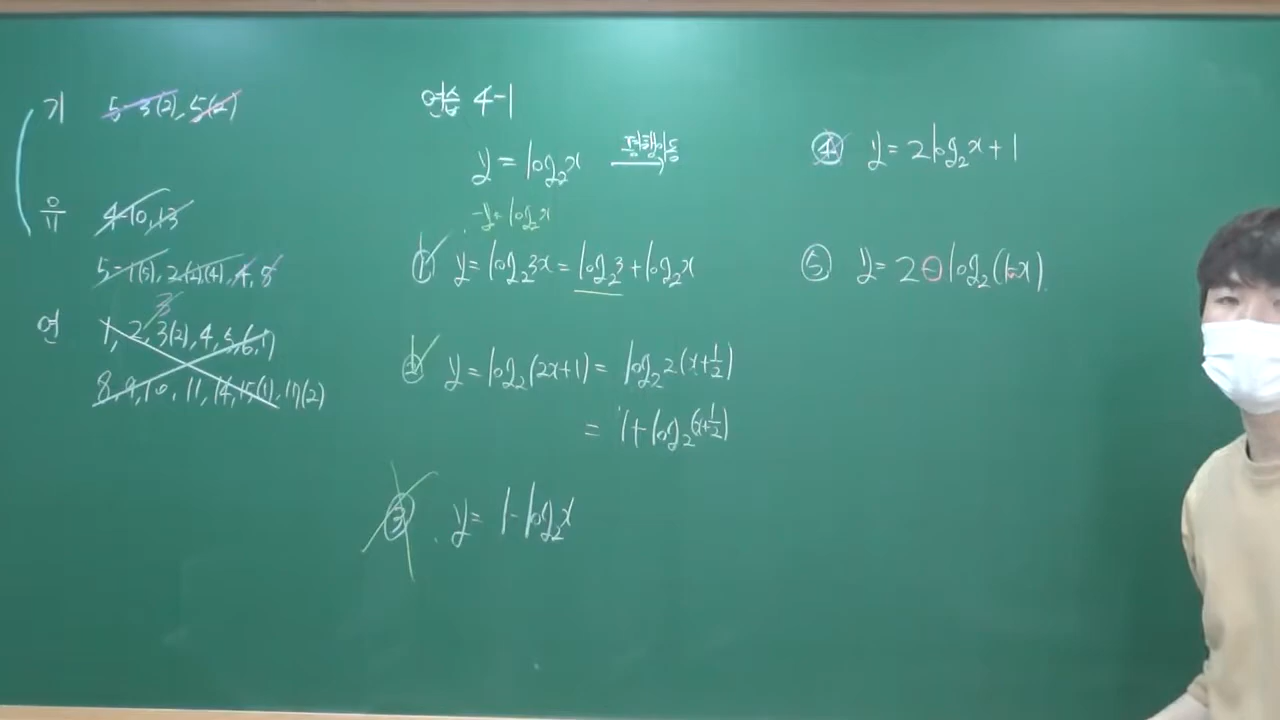 기 5-3(2), 5(2)
유 4-10, 13
5-1(5), 2(2)(4), 4, 8
연 1, 2, 3(2), 4, 5, 6, 7
8, 9, 10, 11, 14, 15(1), 17(2)
연습 4-1
y = log₂x 평행이동
-y = log₂x
① y = log₂3x = log₂3 + log₂x
② y = log₂(2x+1) = log₂2(x+1/2)
= 1+log₂(x+1/2)
③ y = 1-log₂x
④ y = 2log₂x+1
⑤ y = 2-log₂(1-x)